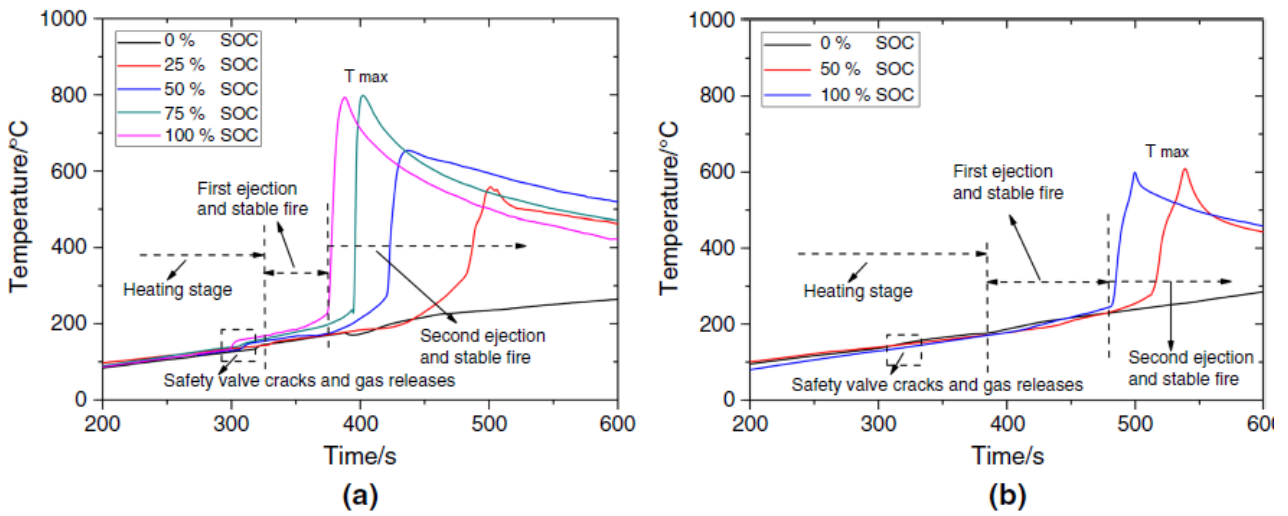 1000
800
600
400
200
0
Temperature/°C
0 % SOC
25 % SOC
50 % SOC
75 % SOC
100 % SOC
T max
First ejection
and stable fire
Heating stage
Second ejection
and stable fire
Safety valve cracks and gas releases
200 300 400 500 600
Time/s
(a)
1000
800
600
400
200
0
Temperature/°C
0 % SOC
50 % SOC
100 % SOC
T max
First ejection
and stable fire
Heating stage
Safety valve cracks and gas releases
Second ejection
and stable fire
200 300 400 500 600
Time/s
(b)